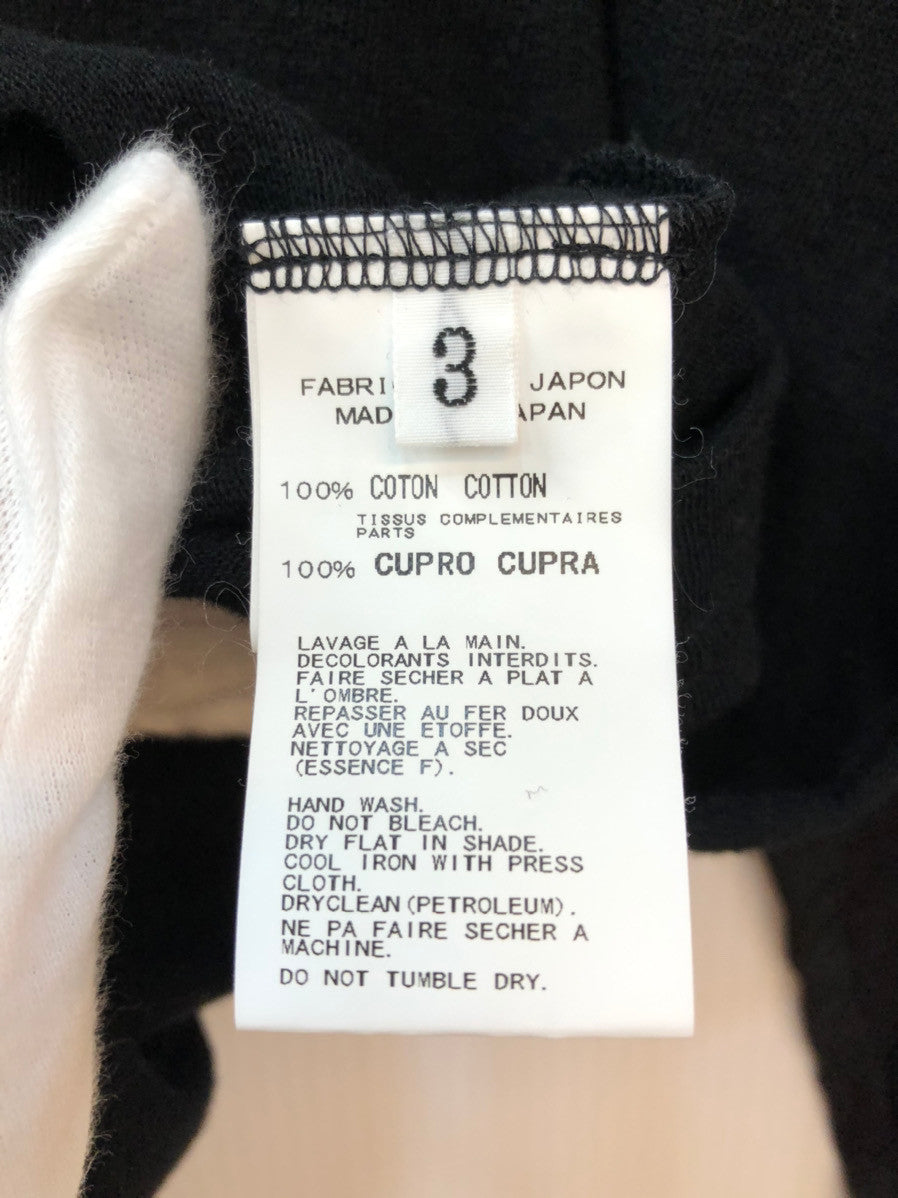 3
FABRI JAPON
MAD APAN
100% COTON COTTON
TISSUS COMPLEMENTAIRES
PARTS
100% CUPRO CUPRA
LAVAGE A LA MAIN.
DECOLORANTS INTERDITS.
FAIRE SECHER A PLAT A
L'OMBRE.
REPASSER AU FER DOUX
AVEC UNE ETOFFE.
NETTOYAGE A SEC
(ESSENCE F).
HAND WASH.
DO NOT BLEACH.
DRY FLAT IN SHADE.
COOL IRON WITH PRESS
CLOTH.
DRYCLEAN(PETROLEUM).
NE PA FAIRE SECHER A
MACHINE.
DO NOT TUMBLE DRY.